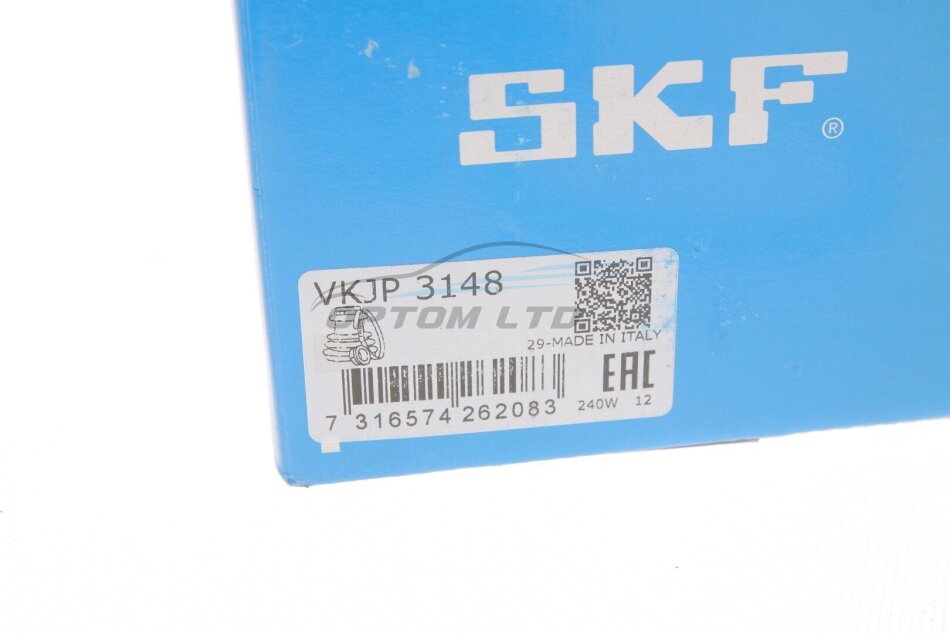 SKF
®
VKJP 3148
OPTOM LTD
29-MADE IN ITALY
EAC
7 316574 262083
240W 12